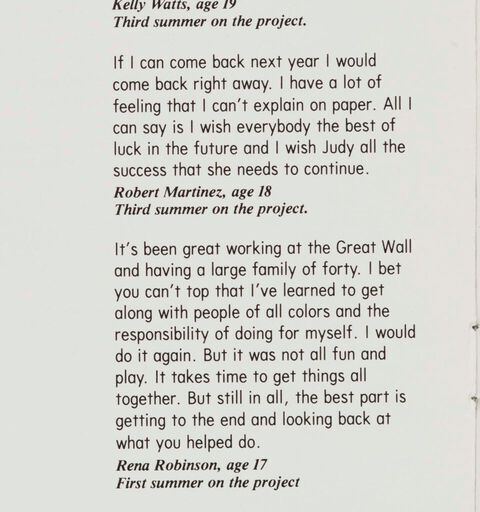 Kelly Watts, age 19
Third summer on the project.
If I can come back next year I would
come back right away. I have a lot of
feeling that I can't explain on paper. All I
can say is I wish everybody the best of
luck in the future and I wish Judy all the
success that she needs to continue.
Robert Martinez, age 18
Third summer on the project.
It's been great working at the Great Wall
and having a large family of forty. I bet
you can't top that I've learned to get
along with people of all colors and the
responsibility of doing for myself. I would
do it again. But it was not all fun and
play. It takes time to get things all
together. But still in all, the best part is
getting to the end and looking back at
what you helped do.
Rena Robinson, age 17
First summer on the project